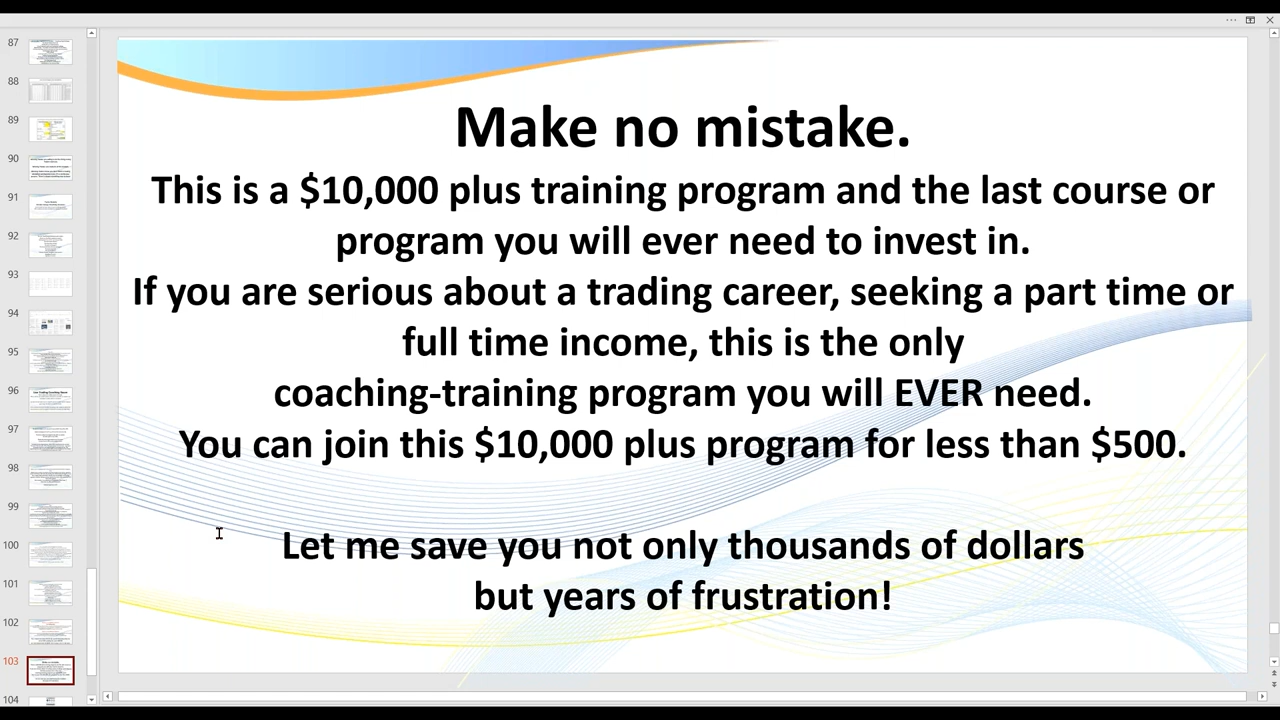 87
88
89
90
91
92
93
94
95
96
97
98
99
100
101
102
103
104
Make no mistake.
This is a $10,000 plus training program and the last course or
program you will ever need to invest in.
If you are serious about a trading career, seeking a part time or
full time income, this is the only
coaching-training program you will EVER need.
You can join this $10,000 plus program for less than $500.
Let me save you not only thousands of dollars
but years of frustration!